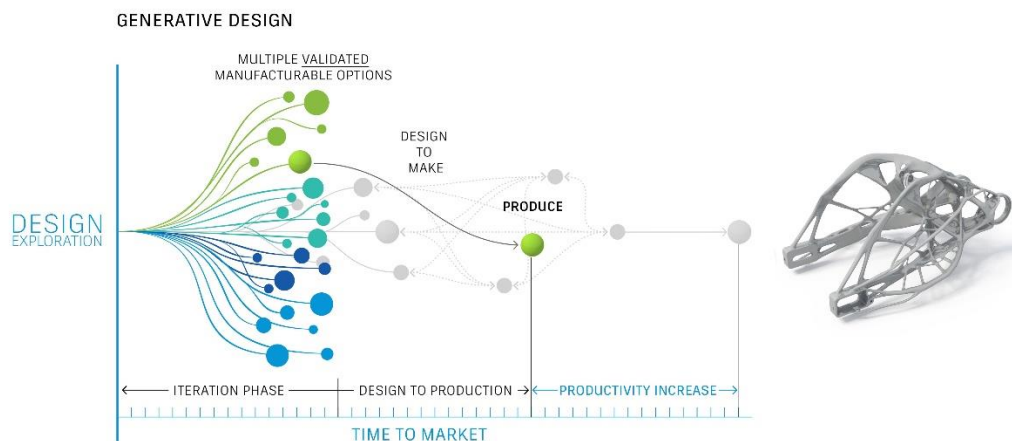 GENERATIVE DESIGN
MULTIPLE VALIDATED
MANUFACTURABLE OPTIONS
DESIGN
TO
MAKE
PRODUCE
DESIGN
EXPLORATION
ITERATION PHASE
DESIGN TO PRODUCTION
PRODUCTIVITY INCREASE
TIME TO MARKET